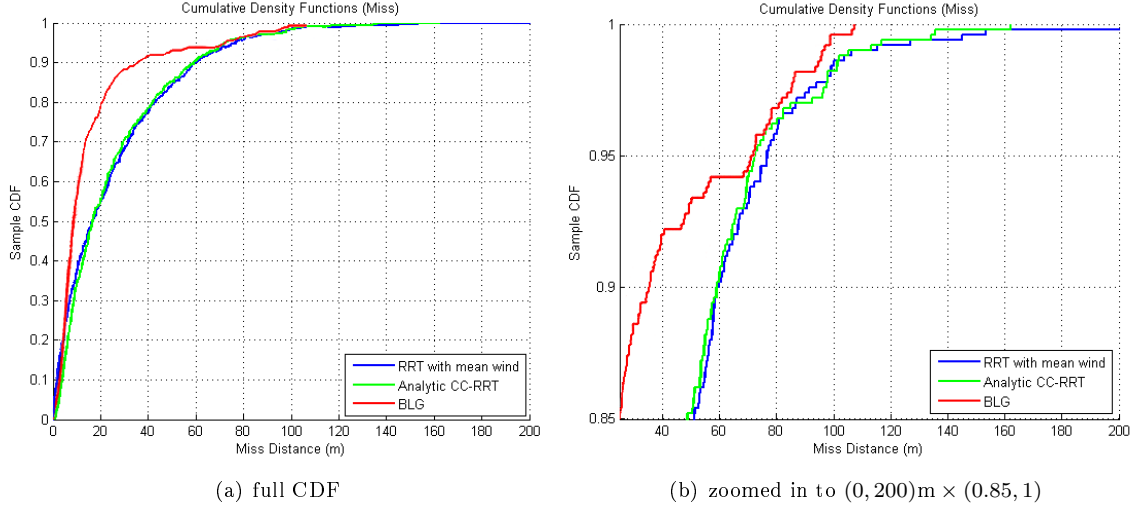 Cumulative Density Functions (Miss)
1
0.9
0.8
0.7
0.6
0.5
0.4
0.3
0.2
0.1
0
Sample CDF
0 20 40 60 80 100 120 140 160 180 200
Miss Distance (m)
RRT with mean wind
Analytic CC-RRT
BLG
(a) full CDF
Cumulative Density Functions (Miss)
1
0.95
0.9
0.85
Sample CDF
40 60 80 100 120 140 160 180 200
Miss Distance (m)
RRT with mean wind
Analytic CC-RRT
BLG
(b) zoomed in to (0, 200)m × (0.85, 1)